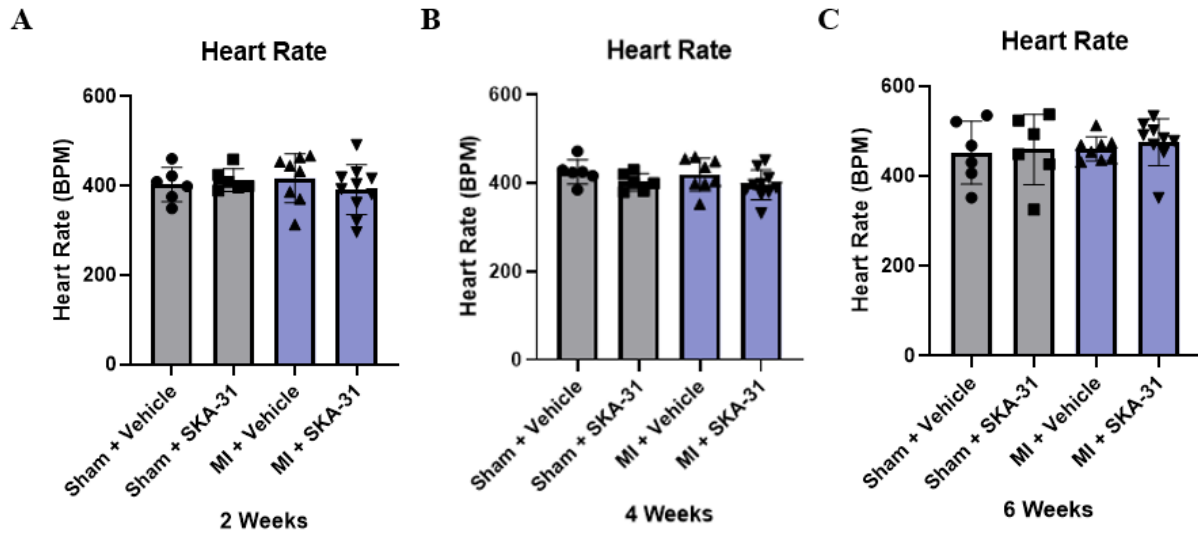 A
Heart Rate
Heart Rate (BPM)
600
400
200
0
Sham + Vehicle
Sham + SKA-31
MI + Vehicle
MI + SKA-31
2 Weeks
B
Heart Rate
Heart Rate (BPM)
600
400
200
0
Sham + Vehicle
Sham + SKA-31
MI + Vehicle
MI + SKA-31
4 Weeks
C
Heart Rate
Heart Rate (BPM)
600
400
200
0
Sham + Vehicle
Sham + SKA-31
MI + Vehicle
MI + SKA-31
6 Weeks